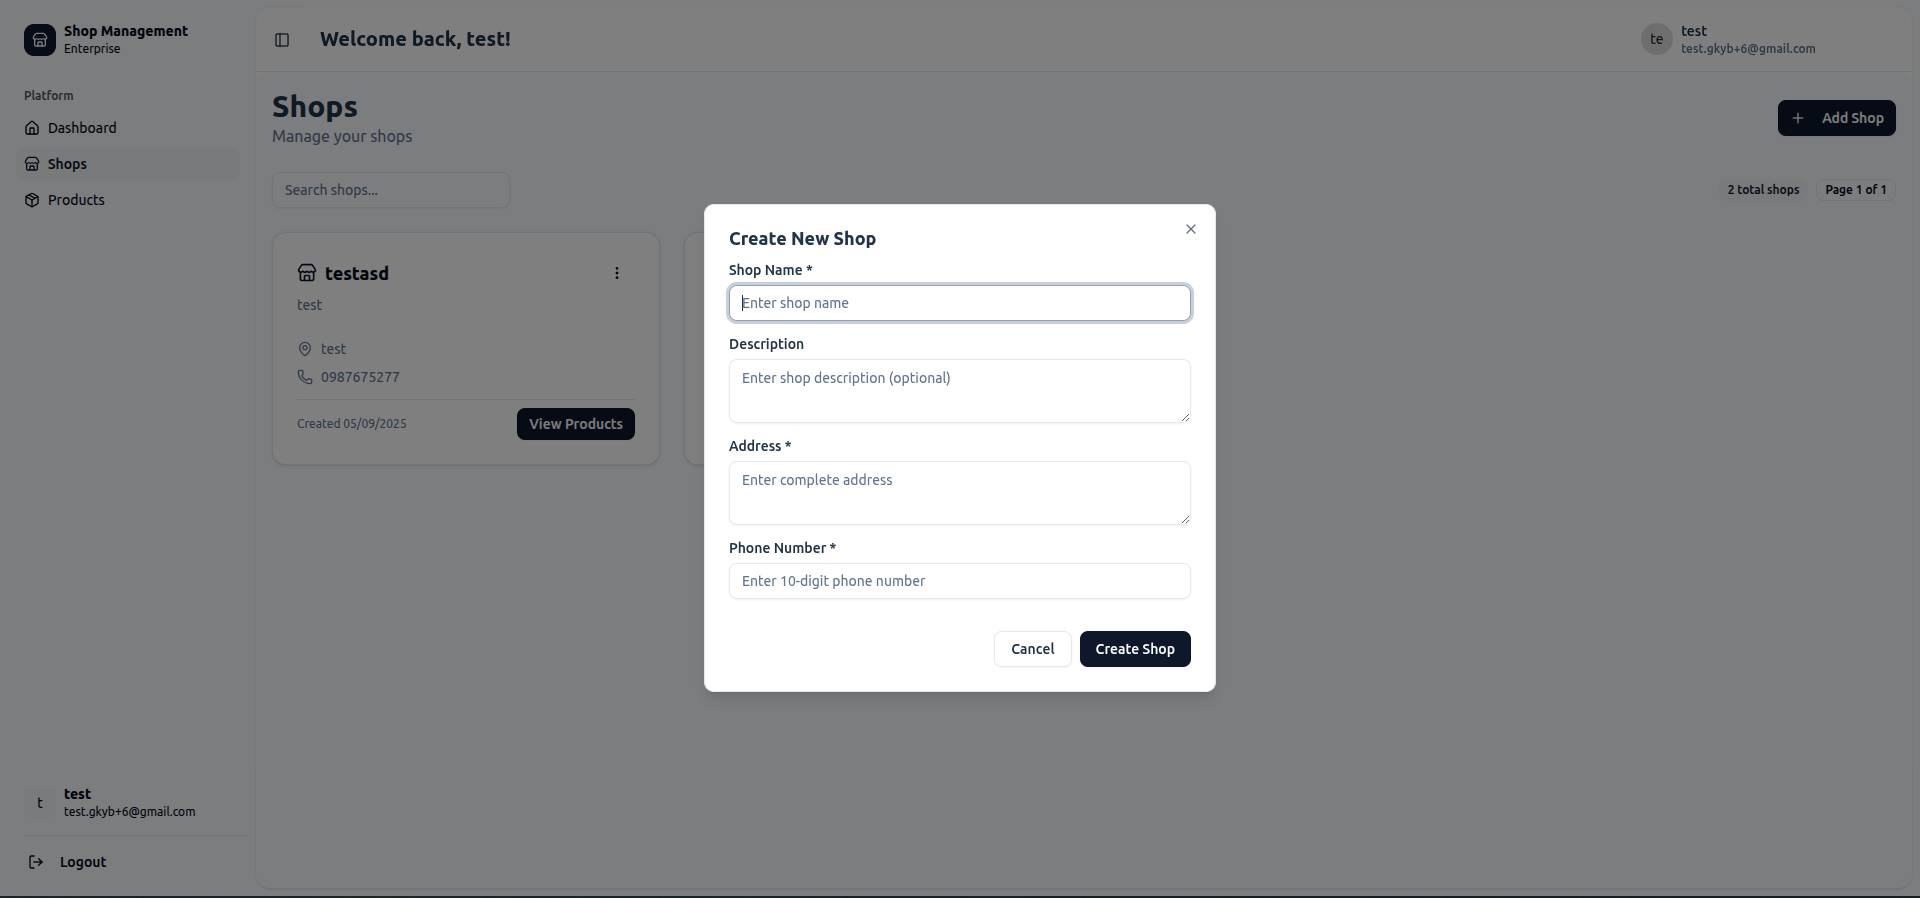 Shop Management
Enterprise
Platform
Dashboard
Shops
Products
test
test.gkyb+6@gmail.com
Logout
Welcome back, test!
te
test
test.gkyb+6@gmail.com
Shops
Manage your shops
Add Shop
Search shops...
2 total shops
Page 1 of 1
testasd
test
test
0987675277
Created 05/09/2025
View Products
Create New Shop
Shop Name *
Enter shop name
Description
Enter shop description (optional)
Address *
Enter complete address
Phone Number *
Enter 10-digit phone number
Cancel
Create Shop
t